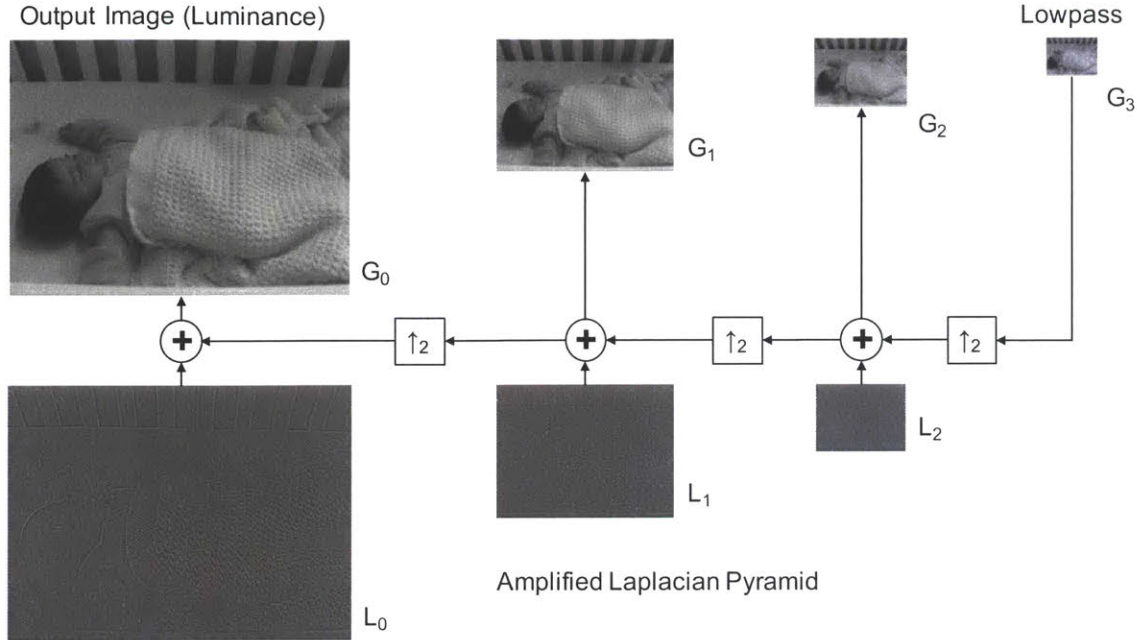 Output Image (Luminance)
Lowpass
G₃
G₂
G₁
G₀
+
↑₂
+
↑₂
+
↑₂
L₂
L₁
Amplified Laplacian Pyramid
L₀